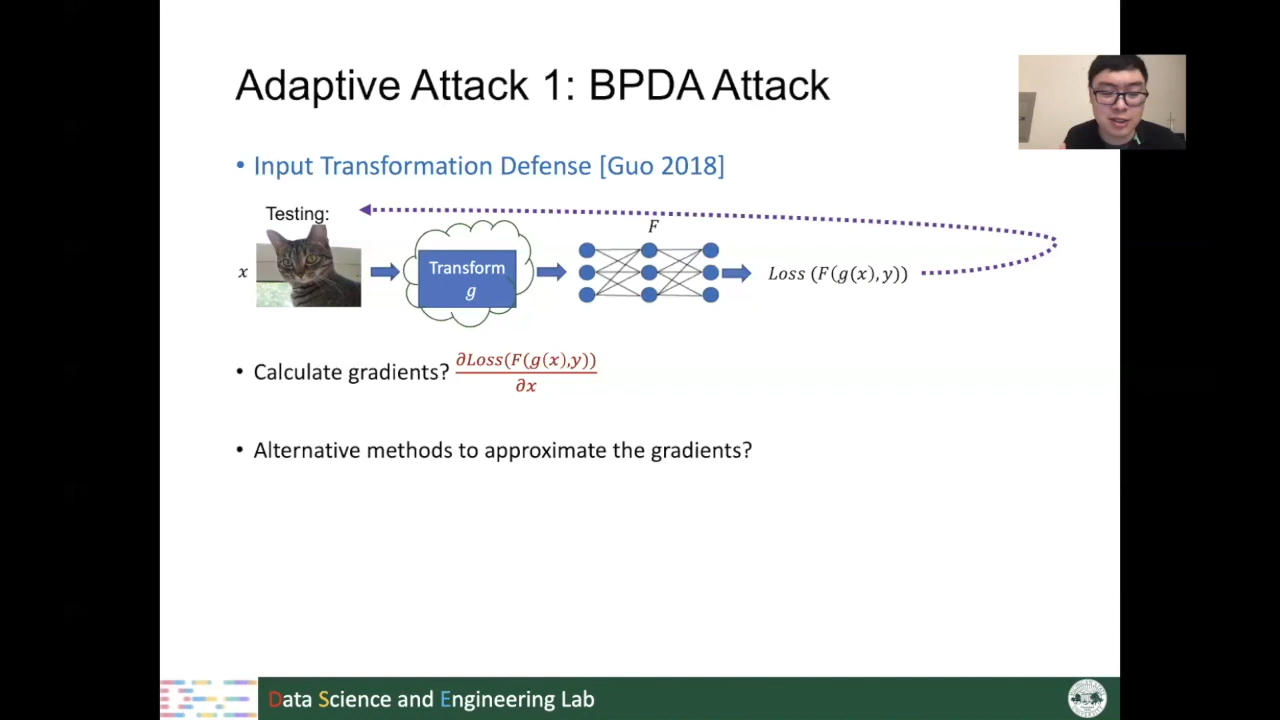 Adaptive Attack 1: BPDA Attack
• Input Transformation Defense [Guo 2018]
Testing:
F
x
Transform
g
Loss (F(g(x), y))
• Calculate gradients? ∂Loss(F(g(x),y)) / ∂x
• Alternative methods to approximate the gradients?
Data Science and Engineering Lab